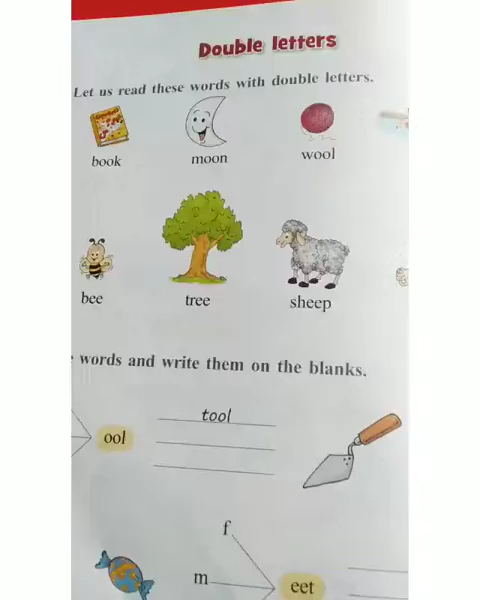 Double letters
Let us read these words with double letters.
book moon wool
bee tree sheep
words and write them on the blanks.
tool
ool
f
m
eet